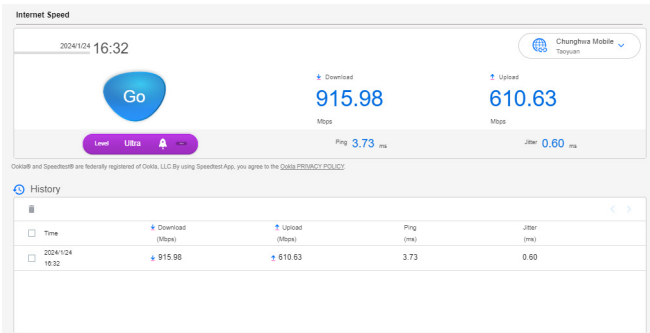 Internet Speed
2024/1/24 16:32
Chunghwa Mobile
Taoyuan
Go
Download
Upload
915.98
610.63
Mbps
Mbps
Level Ultra
Ping 3.73 ms
Jitter 0.60 ms
Ookla® and Speedtest® are federally registered of Ookla, LLC.By using Speedtest App, you agree to the Ookla PRIVACY POLICY.
History
Time
Download
(Mbps)
Upload
(Mbps)
Ping
(ms)
Jitter
(ms)
2024/1/24
16:32
915.98
610.63
3.73
0.60